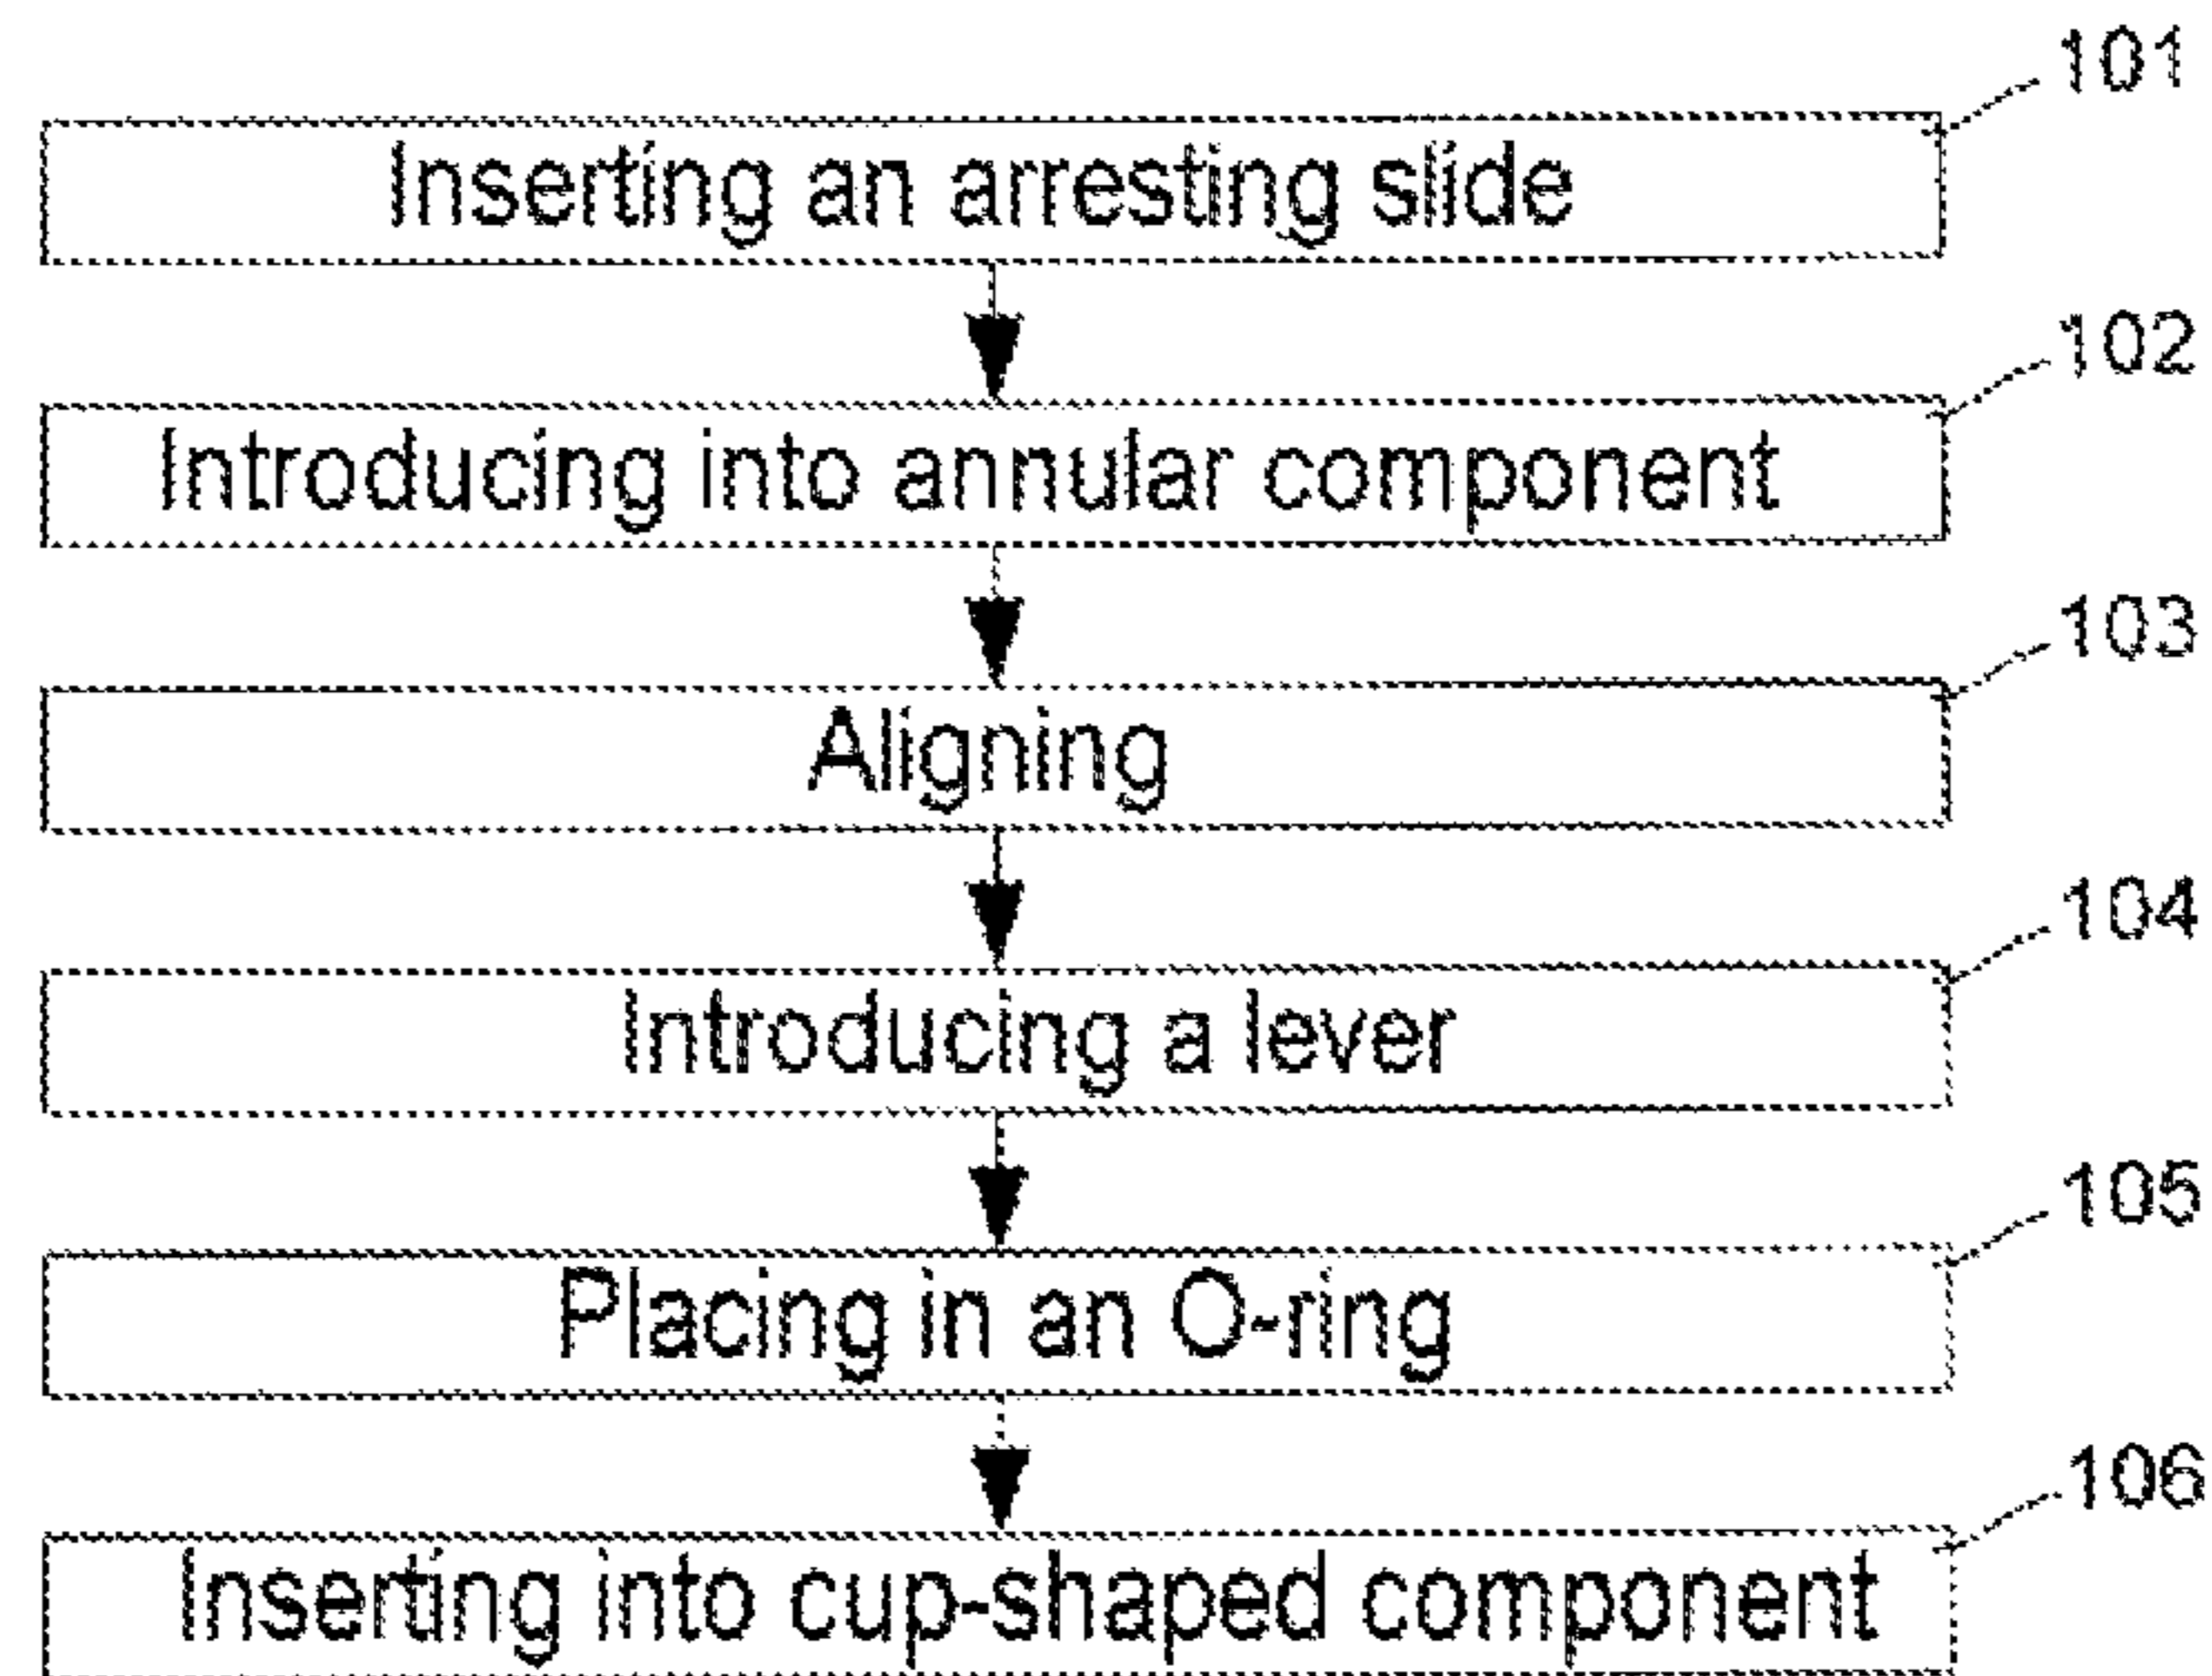 101
Inserting an arresting slide
102
Introducing into annular component
103
Aligning
104
Introducing a lever
105
Placing in an O-ring
106
Inserting into cup-shaped component